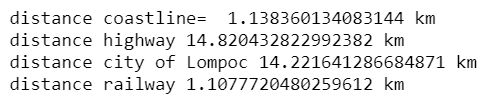 distance coastline=  1.138360134083144 km
distance highway 14.820432822992382 km
distance city of Lompoc 14.221641286684871 km
distance railway 1.1077720480259612 km